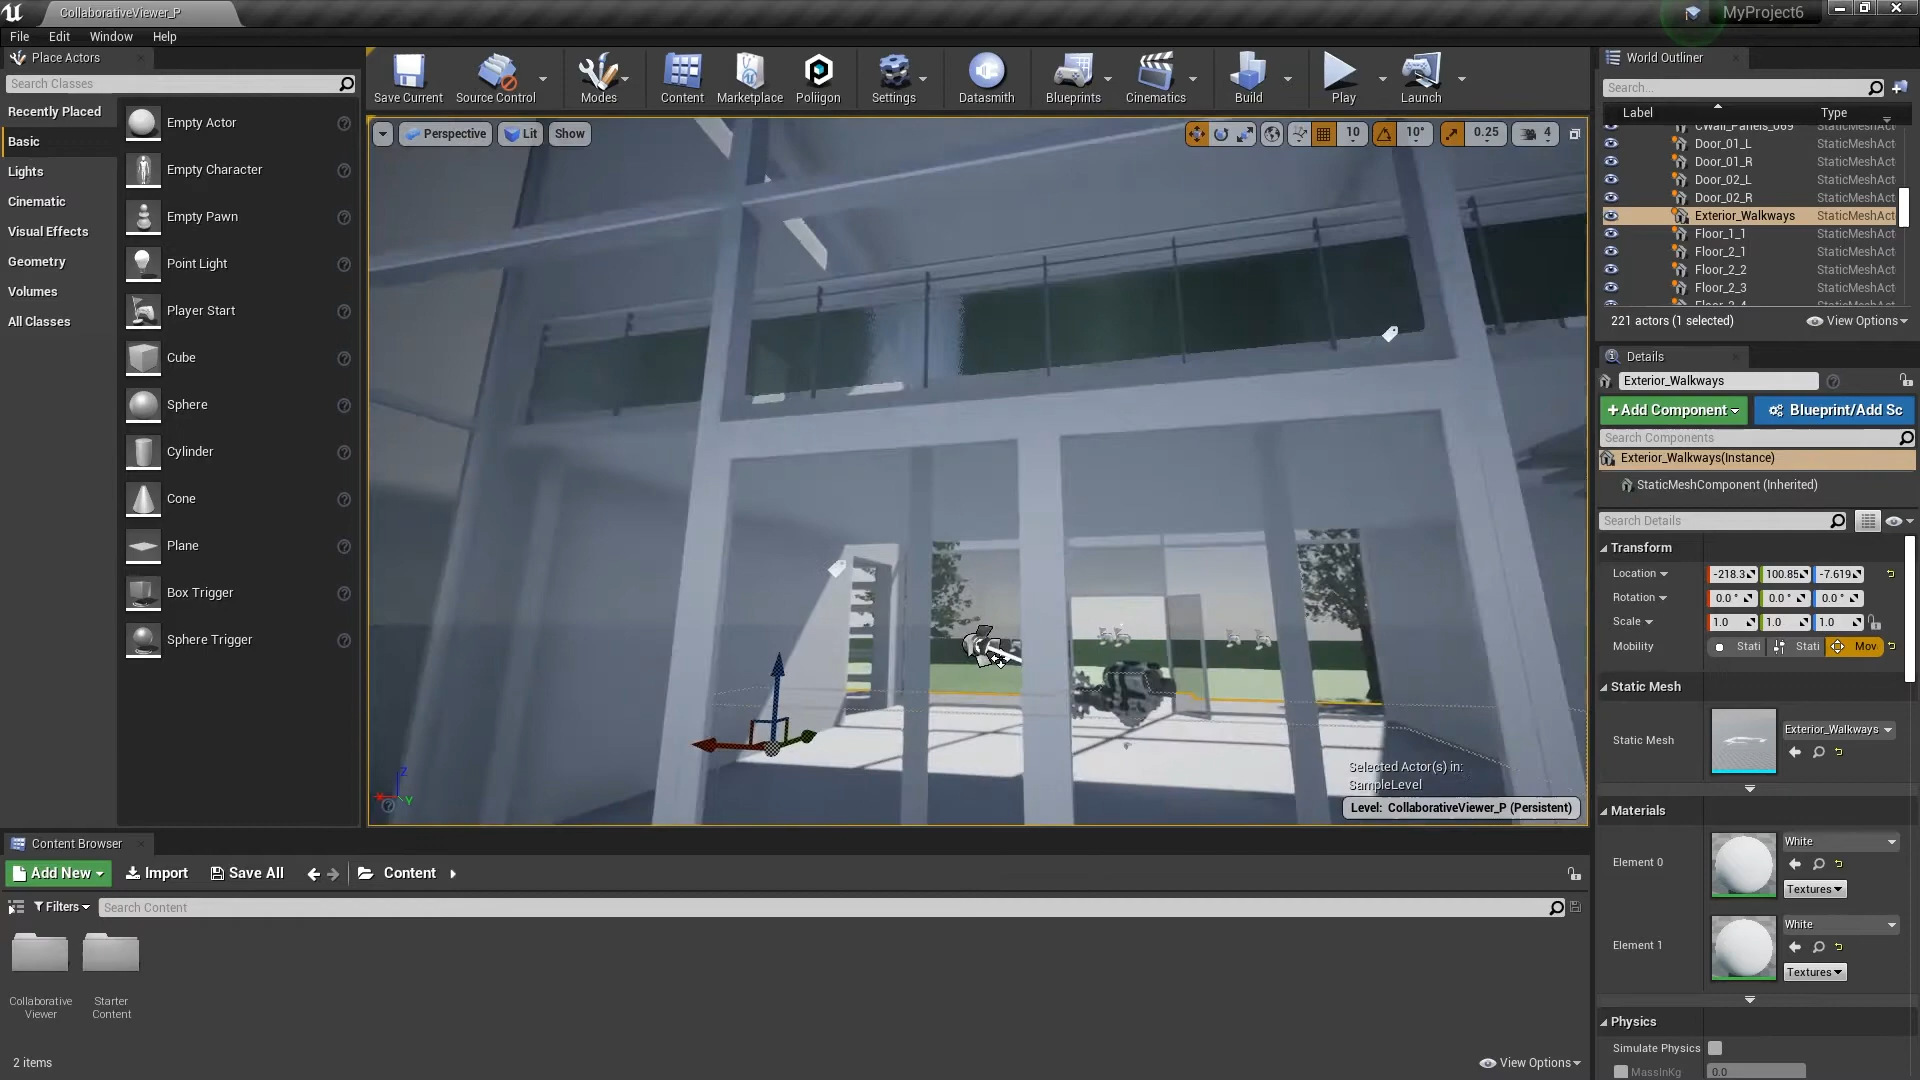 CollaborativeViewer_P
MyProject6
File Edit Window Help
Place Actors
Search Classes
Recently Placed
Basic
Lights
Cinematic
Visual Effects
Geometry
Volumes
All Classes
Empty Actor
Empty Character
Empty Pawn
Point Light
Player Start
Cube
Sphere
Cylinder
Cone
Plane
Box Trigger
Sphere Trigger
Save Current Source Control Modes Content Marketplace Poliigon Settings Datasmith Blueprints Cinematics Build Play Launch
Perspective Lit Show
10 10° 0.25 4
Z
X
Y
Selected Actor(s) in:
SampleLevel
Level: CollaborativeViewer_P (Persistent)
World Outliner
Search...
Label Type
CWall_Panels_069
Door_01_L StaticMeshAct
Door_01_R StaticMeshAct
Door_02_L StaticMeshAct
Door_02_R StaticMeshAct
Exterior_Walkways StaticMeshAct
Floor_1_1 StaticMeshAct
Floor_2_1 StaticMeshAct
Floor_2_2 StaticMeshAct
Floor_2_3 StaticMeshAct
221 actors (1 selected) View Options
Details
Exterior_Walkways
+Add Component Blueprint/Add Sc
Search Components
Exterior_Walkways(Instance)
StaticMeshComponent (Inherited)
Search Details
Transform
Location -218.3 100.85 -7.619
Rotation 0.0 ° 0.0 ° 0.0 °
Scale 1.0 1.0 1.0
Mobility Stati Stati Mov
Static Mesh
Static Mesh Exterior_Walkways
Materials
Element 0 White
Textures
Element 1 White
Textures
Physics
Simulate Physics
MassInKg 0.0
Content Browser
Add New Import Save All Content
Filters Search Content
Collaborative
Viewer
Starter
Content
2 items View Options